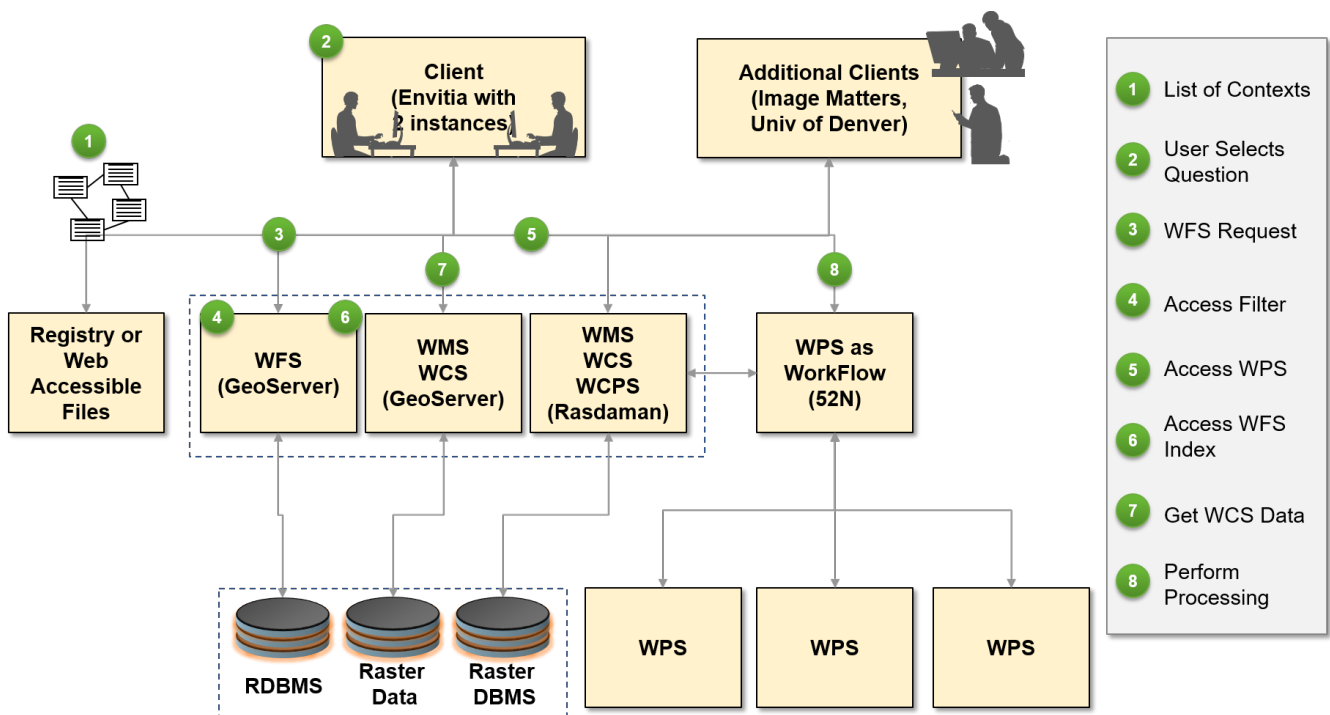 2
Client
(Envitia with
2 instances)
Additional Clients
(Image Matters,
Univ of Denver)
1
3
5
7
8
Registry or
Web
Accessible
Files
4
6
WFS
(GeoServer)
WMS
WCS
(GeoServer)
WMS
WCS
WCPS
(Rasdaman)
WPS as
WorkFlow
(52N)
RDBMS
Raster
Data
Raster
DBMS
WPS
WPS
WPS
1 List of Contexts
2 User Selects
Question
3 WFS Request
4 Access Filter
5 Access WPS
6 Access WFS
Index
7 Get WCS Data
8 Perform
Processing